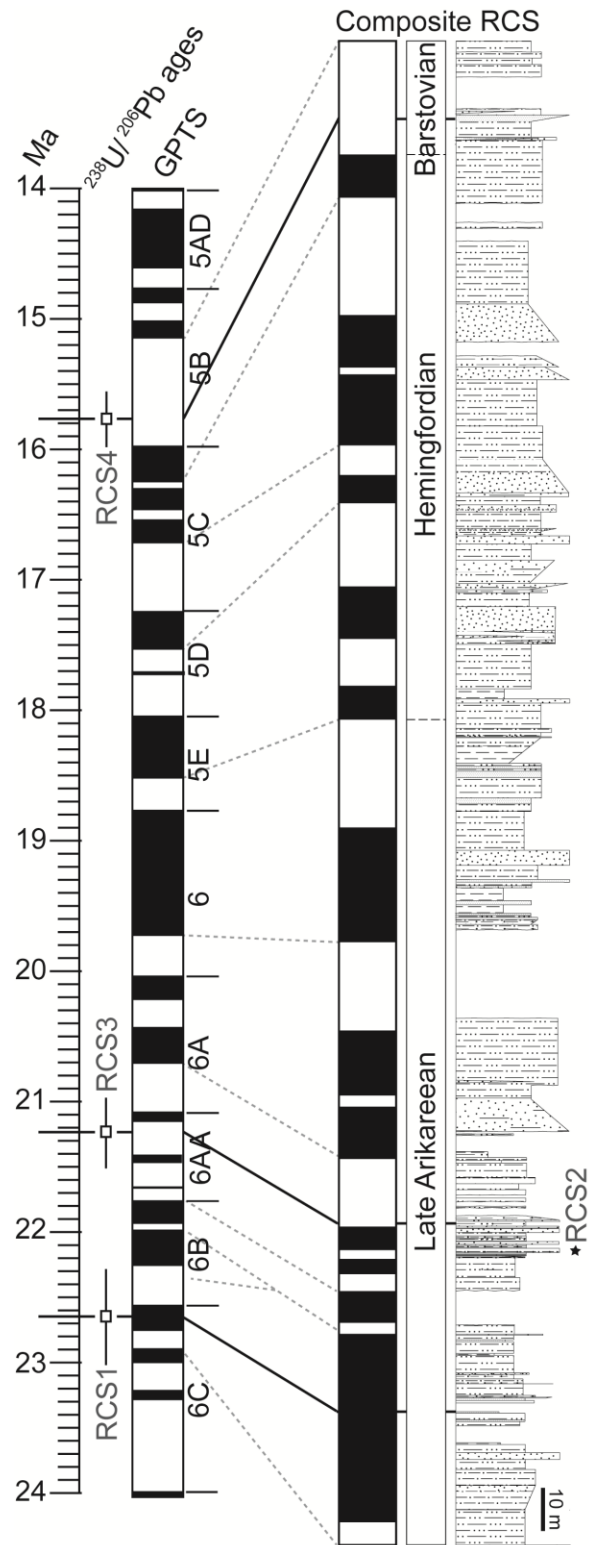 Composite RCS
Ma
²³⁸U/ ²⁰⁶Pb ages
GPTS
14
15
16
17
18
19
20
21
22
23
24
RCS4
RCS3
RCS1
5AD
5B
5C
5D
5E
6
6A
6AA
6B
6C
Barstovian
Hemingfordian
Late Arikareean
★RCS2
10 m